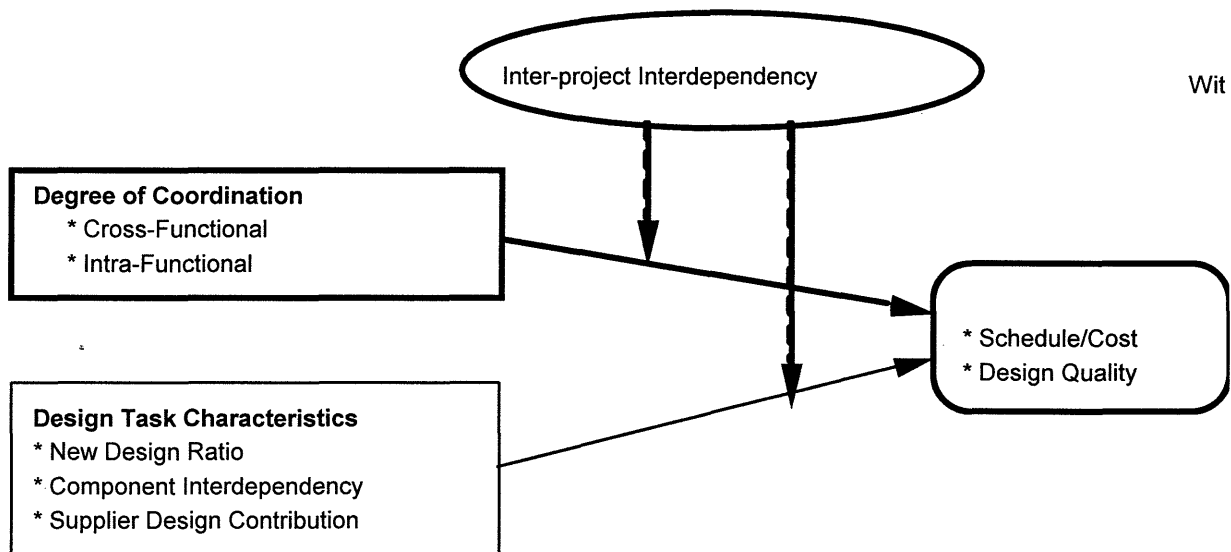 Inter-project Interdependency
Wit
Degree of Coordination
* Cross-Functional
* Intra-Functional
* Schedule/Cost
* Design Quality
Design Task Characteristics
* New Design Ratio
* Component Interdependency
* Supplier Design Contribution